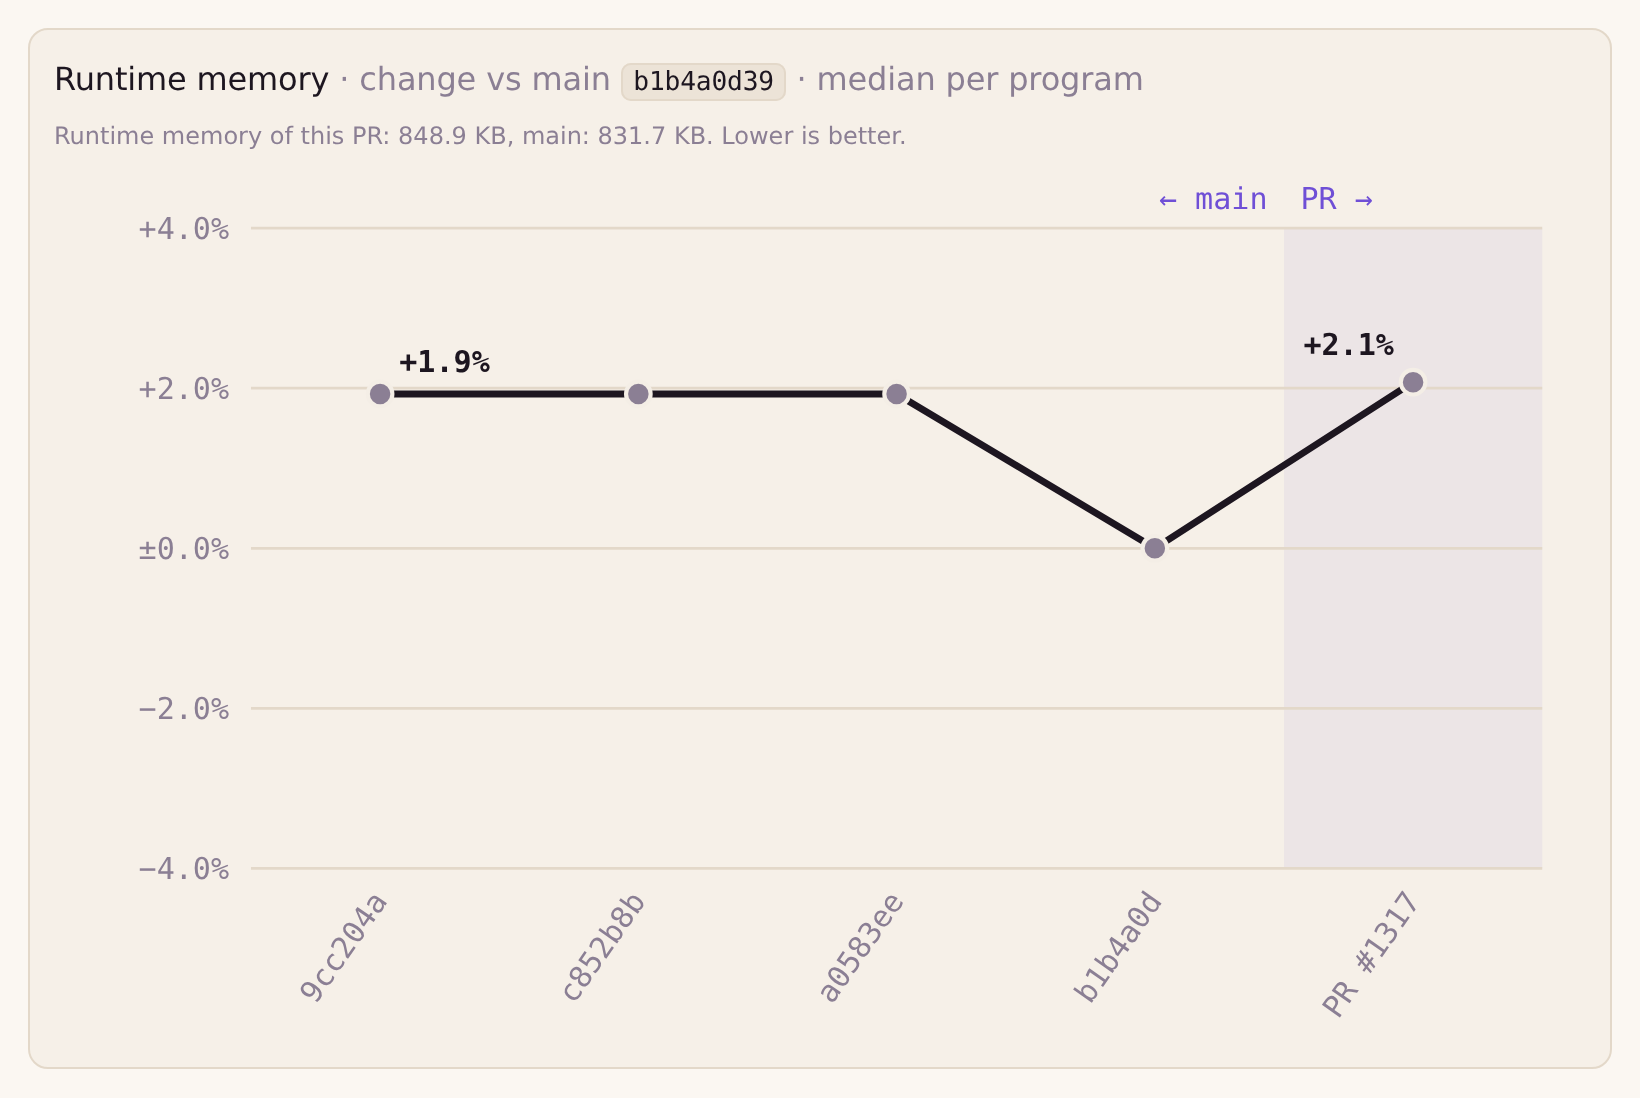 Runtime memory · change vs main b1b4a0d39 · median per program
Runtime memory of this PR: 848.9 KB, main: 831.7 KB. Lower is better.
← main PR →
+4.0%
+2.0%
±0.0%
−2.0%
−4.0%
+1.9%
+2.1%
9cc204a
c852b8b
a0583ee
b1b4a0d
PR #1317